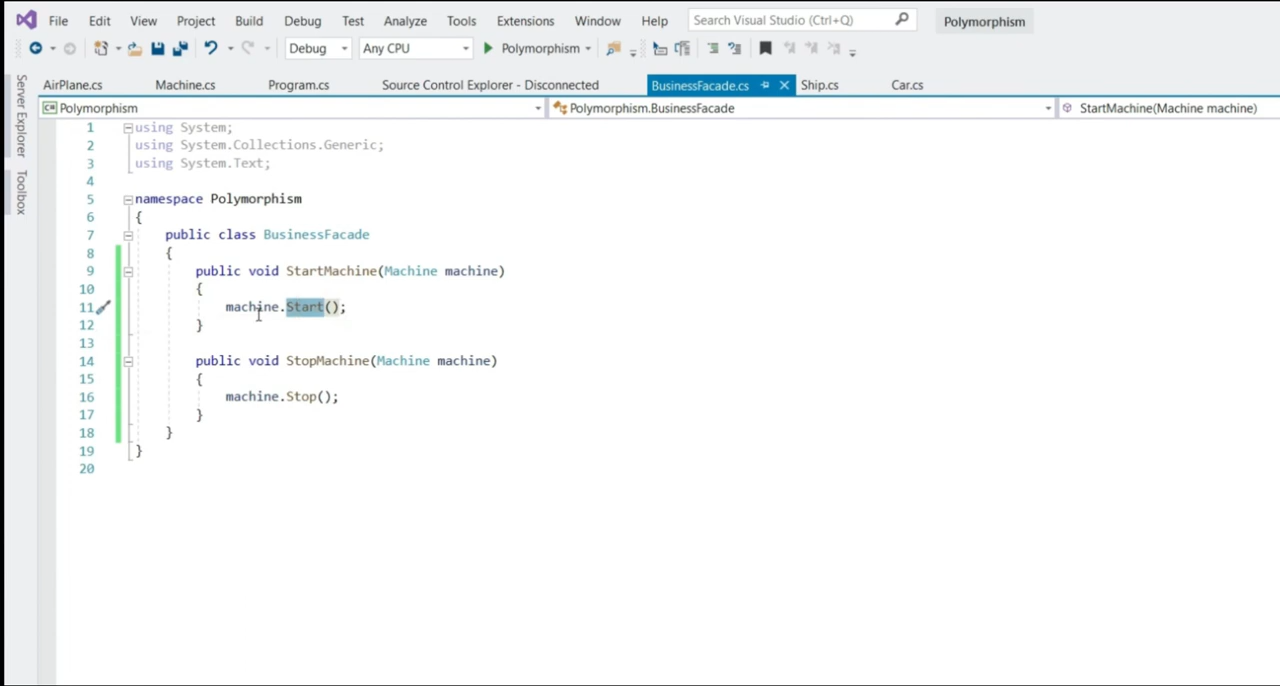 File Edit View Project Build Debug Test Analyze Tools Extensions Window Help Search Visual Studio (Ctrl+Q) Polymorphism
Debug Any CPU Polymorphism
AirPlane.cs Machine.cs Program.cs Source Control Explorer - Disconnected BusinessFacade.cs Ship.cs Car.cs
Polymorphism Polymorphism.BusinessFacade StartMachine(Machine machine)
Server Explorer
Toolbox
1 using System;
2 using System.Collections.Generic;
3 using System.Text;
4
5 namespace Polymorphism
6 {
7 public class BusinessFacade
8 {
9 public void StartMachine(Machine machine)
10 {
11 machine.Start();
12 }
13
14 public void StopMachine(Machine machine)
15 {
16 machine.Stop();
17 }
18 }
19 }
20